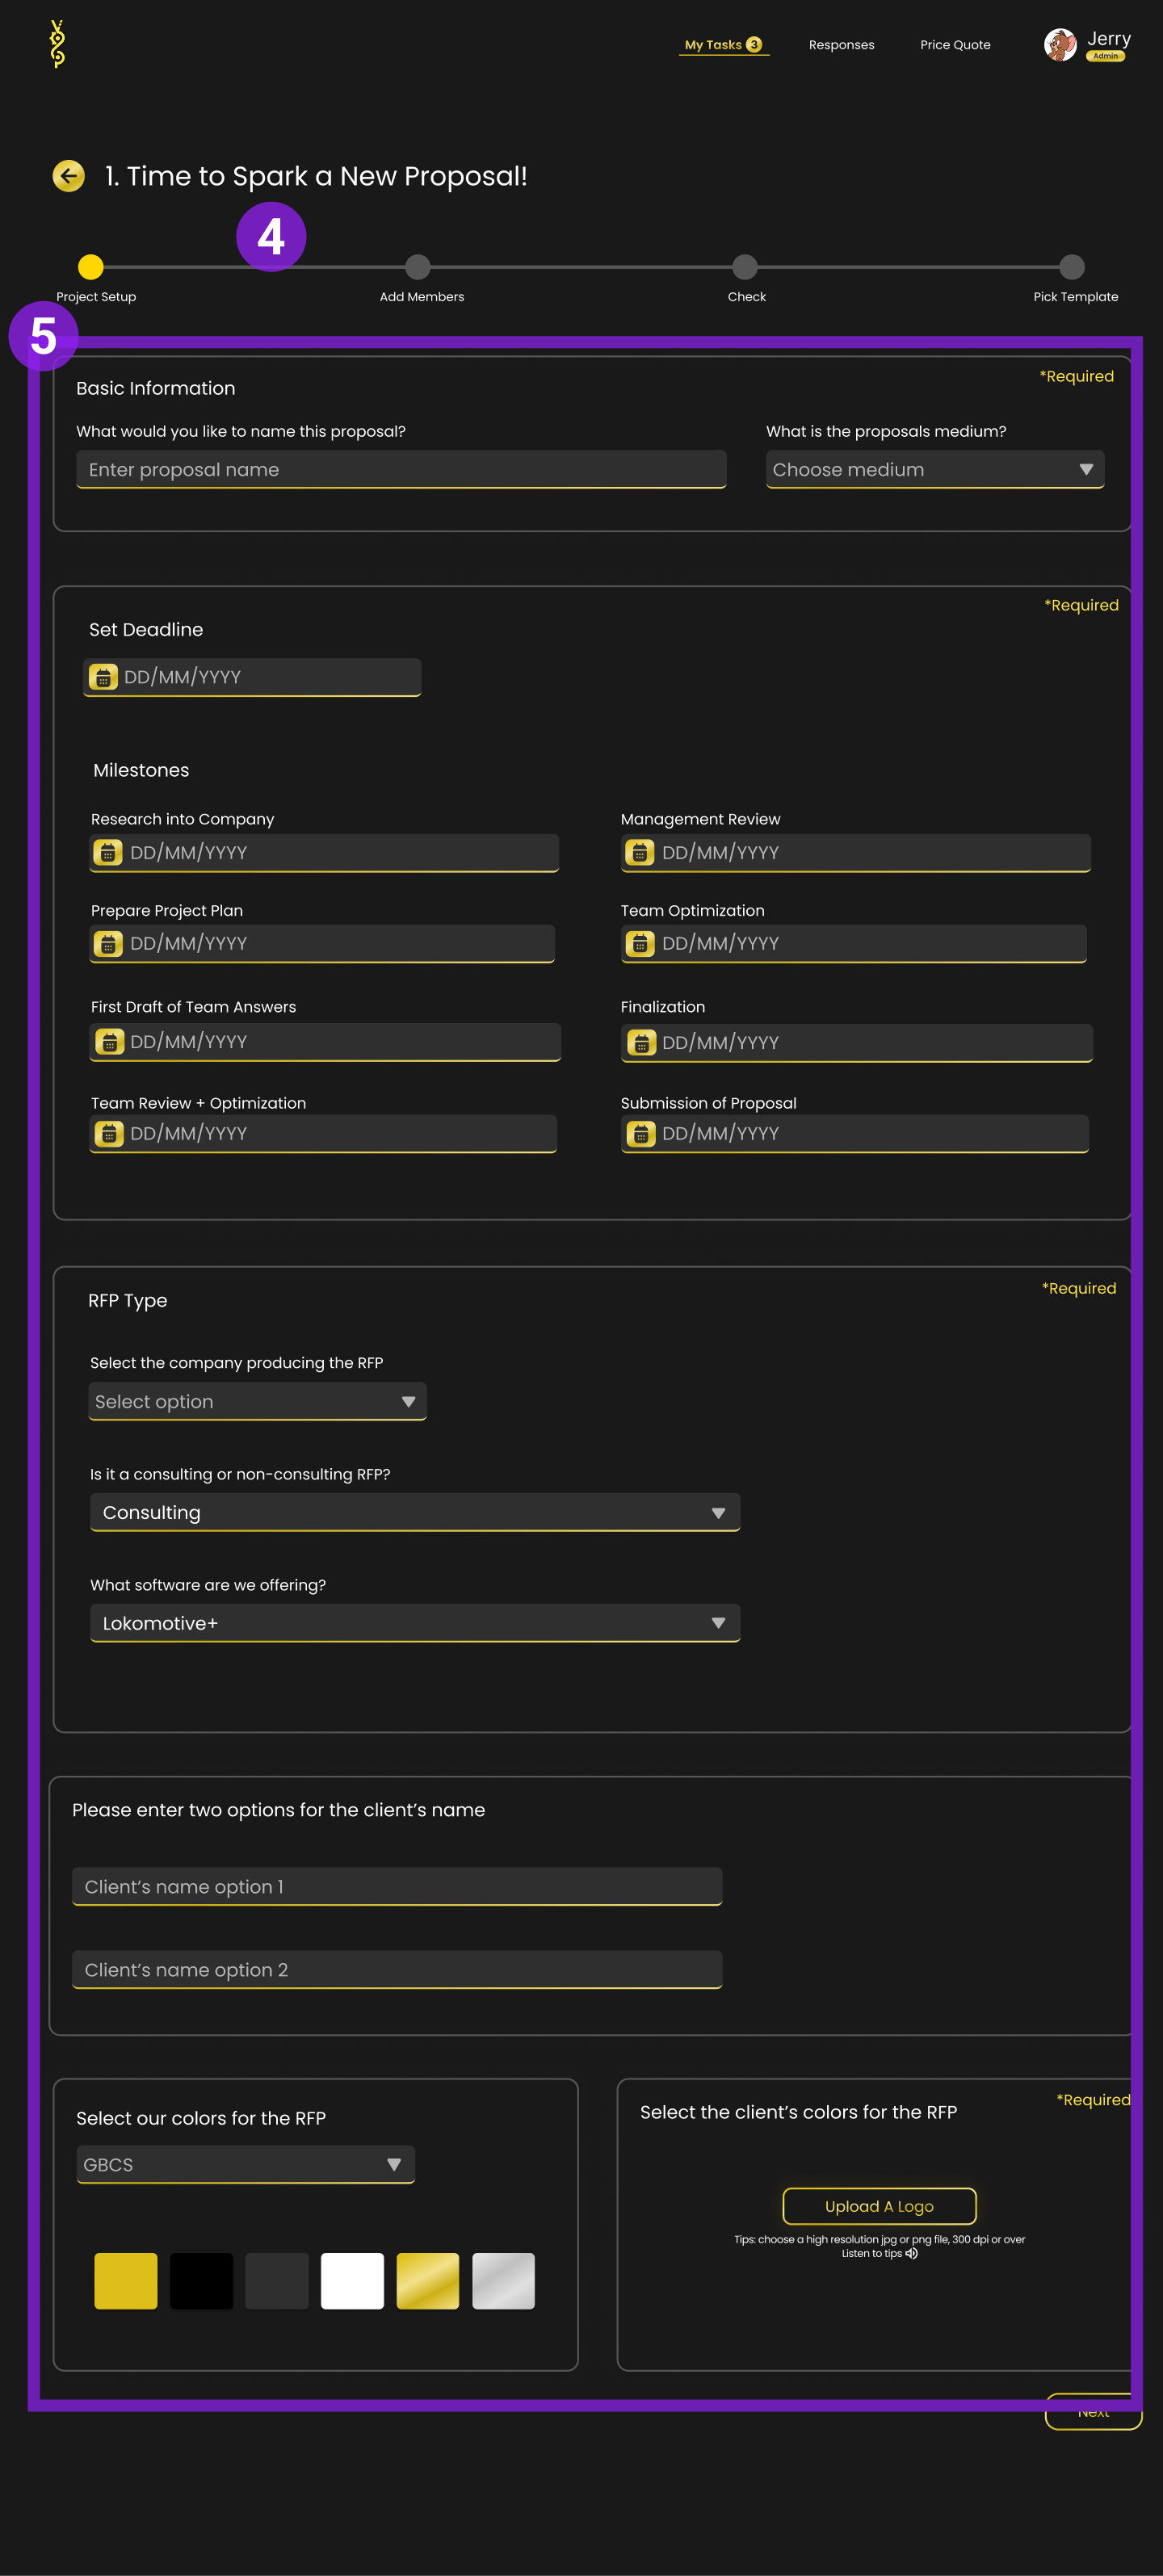 My Tasks 3 Responses Price Quote Jerry
Admin
1. Time to Spark a New Proposal!
4
Project Setup Add Members Check Pick Template
5
*Required
Basic Information
What would you like to name this proposal? What is the proposals medium?
Enter proposal name Choose medium
*Required
Set Deadline
DD/MM/YYYY
Milestones
Research into Company Management Review
DD/MM/YYYY DD/MM/YYYY
Prepare Project Plan Team Optimization
DD/MM/YYYY DD/MM/YYYY
First Draft of Team Answers Finalization
DD/MM/YYYY DD/MM/YYYY
Team Review + Optimization Submission of Proposal
DD/MM/YYYY DD/MM/YYYY
*Required
RFP Type
Select the company producing the RFP
Select option
Is it a consulting or non-consulting RFP?
Consulting
What software are we offering?
Lokomotive+
Please enter two options for the client's name
Client's name option 1
Client's name option 2
*Required
Select our colors for the RFP Select the client's colors for the RFP
GBCS
Upload A Logo
Tips: choose a high resolution jpg or png file, 300 dpi or over
Listen to tips
Next